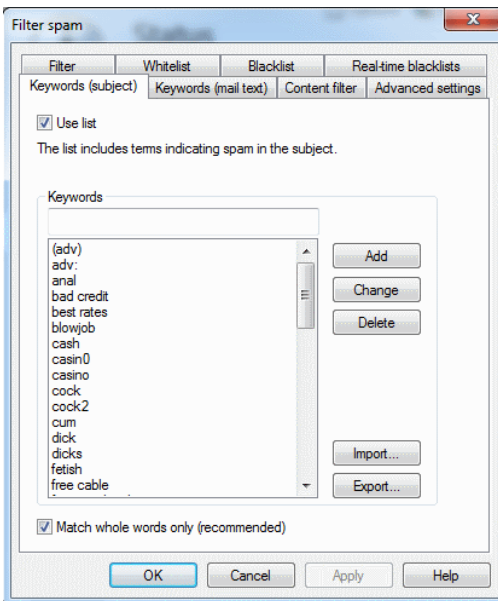 Filter spam
Status
Filter Whitelist Blacklist Real-time blacklists
Keywords (subject) Keywords (mail text) Content filter Advanced settings
Use list
The list includes terms indicating spam in the subject.
Keywords
(adv)
adv:
anal
bad credit
best rates
blowjob
cash
casin0
casino
cock
cock2
cum
dick
dicks
fetish
free cable
Add
Change
Delete
Import...
Export...
Match whole words only (recommended)
OK Cancel Apply Help